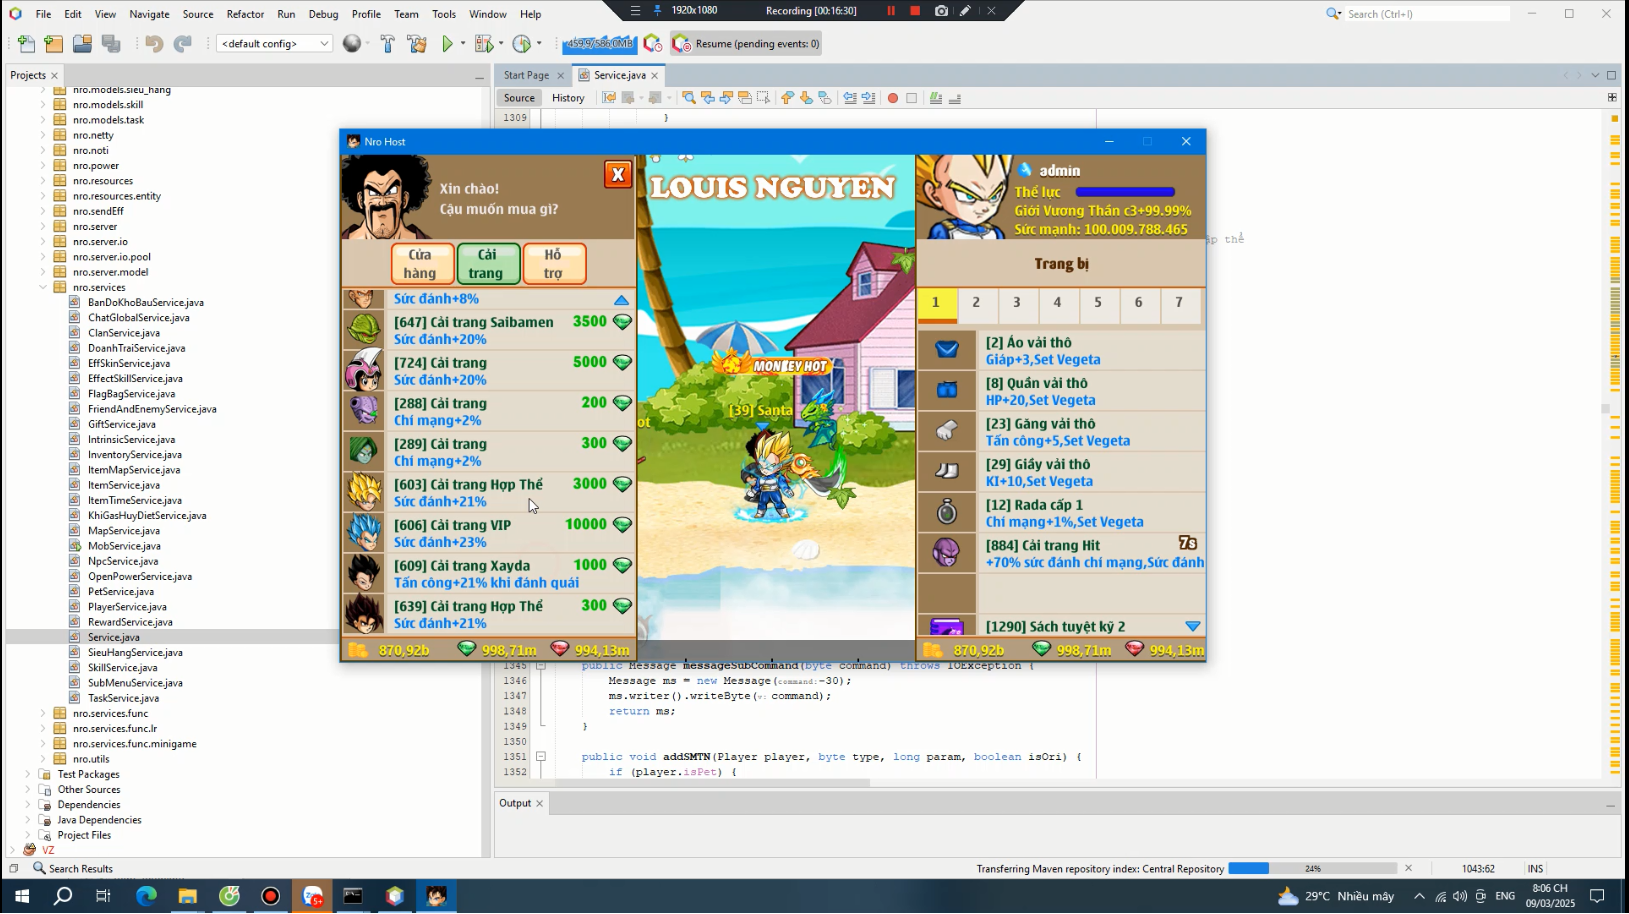 File Edit View Navigate Source Refactor Run Debug Profile Team Tools Window Help
1920x1080 Recording [00:16:30]
Search (Ctrl+I)
<default config>
459,9/586,0MB
Resume (pending events: 0)
Projects
Start Page
Service.java
Source History
nro.models.sieu_hang
nro.models.skill
nro.models.task
nro.netty
nro.noti
nro.power
nro.resources
nro.resources.entity
nro.sendEff
nro.server
nro.server.io
nro.server.io.pool
nro.server.model
nro.services
BanDoKhoBauService.java
ChatGlobalService.java
ClanService.java
DoanhTraiService.java
EffSkinService.java
EffectSkillService.java
FlagBagService.java
FriendAndEnemyService.java
GiftService.java
IntrinsicService.java
InventoryService.java
ItemMapService.java
ItemService.java
ItemTimeService.java
KhiGasHuyDietService.java
MapService.java
MobService.java
NpcService.java
OpenPowerService.java
PetService.java
PlayerService.java
RewardService.java
Service.java
SieuHangService.java
SkillService.java
SubMenuService.java
TaskService.java
nro.services.func
nro.services.func.lr
nro.services.func.minigame
nro.utils
Test Packages
Other Sources
Dependencies
Java Dependencies
Project Files
VZ
1309 }
ập thẻ
Nro Host
Xin chào!
Cậu muốn mua gì?
X
Cửa hàng
Cải trang
Hỗ trợ
Sức đánh+8%
[647] Cải trang Saibamen 3500
Sức đánh+20%
[724] Cải trang 5000
Sức đánh+20%
[288] Cải trang 200
Chí mạng+2%
[289] Cải trang 300
Chí mạng+2%
[603] Cải trang Hợp Thể 3000
Sức đánh+21%
[606] Cải trang VIP 10000
Sức đánh+23%
[609] Cải trang Xayda 1000
Tấn công+21% khi đánh quái
[639] Cải trang Hợp Thể 300
Sức đánh+21%
870,92b 998,71m 994,13m
LOUIS NGUYEN
MONKEY HOT
[39] Santa
ot
admin
Thể lực
Giới Vương Thần c3+99.99%
Sức mạnh: 100.009.788.465
Trang bị
1 2 3 4 5 6 7
[2] Áo vải thô
Giáp+3,Set Vegeta
[8] Quần vải thô
HP+20,Set Vegeta
[23] Găng vải thô
Tấn công+5,Set Vegeta
[29] Giầy vải thô
KI+10,Set Vegeta
[12] Rada cấp 1
Chí mạng+1%,Set Vegeta
[884] Cải trang Hit 7s
+70% sức đánh chí mạng,Sức đánh
[1290] Sách tuyệt kỹ 2
870,92b 998,71m 994,13m
1345 public Message messageSubCommand(byte command) throws IOException {
1346 Message ms = new Message(command:-30);
1347 ms.writer().writeByte(v: command);
1348 return ms;
1349 }
1350
1351 public void addSMTN(Player player, byte type, long param, boolean isOri) {
1352 if (player.isPet) {
Output
Search Results
Transferring Maven repository index: Central Repository 24%
1043:62 INS
5+
29°C Nhiều mây
ENG
8:06 CH
09/03/2025